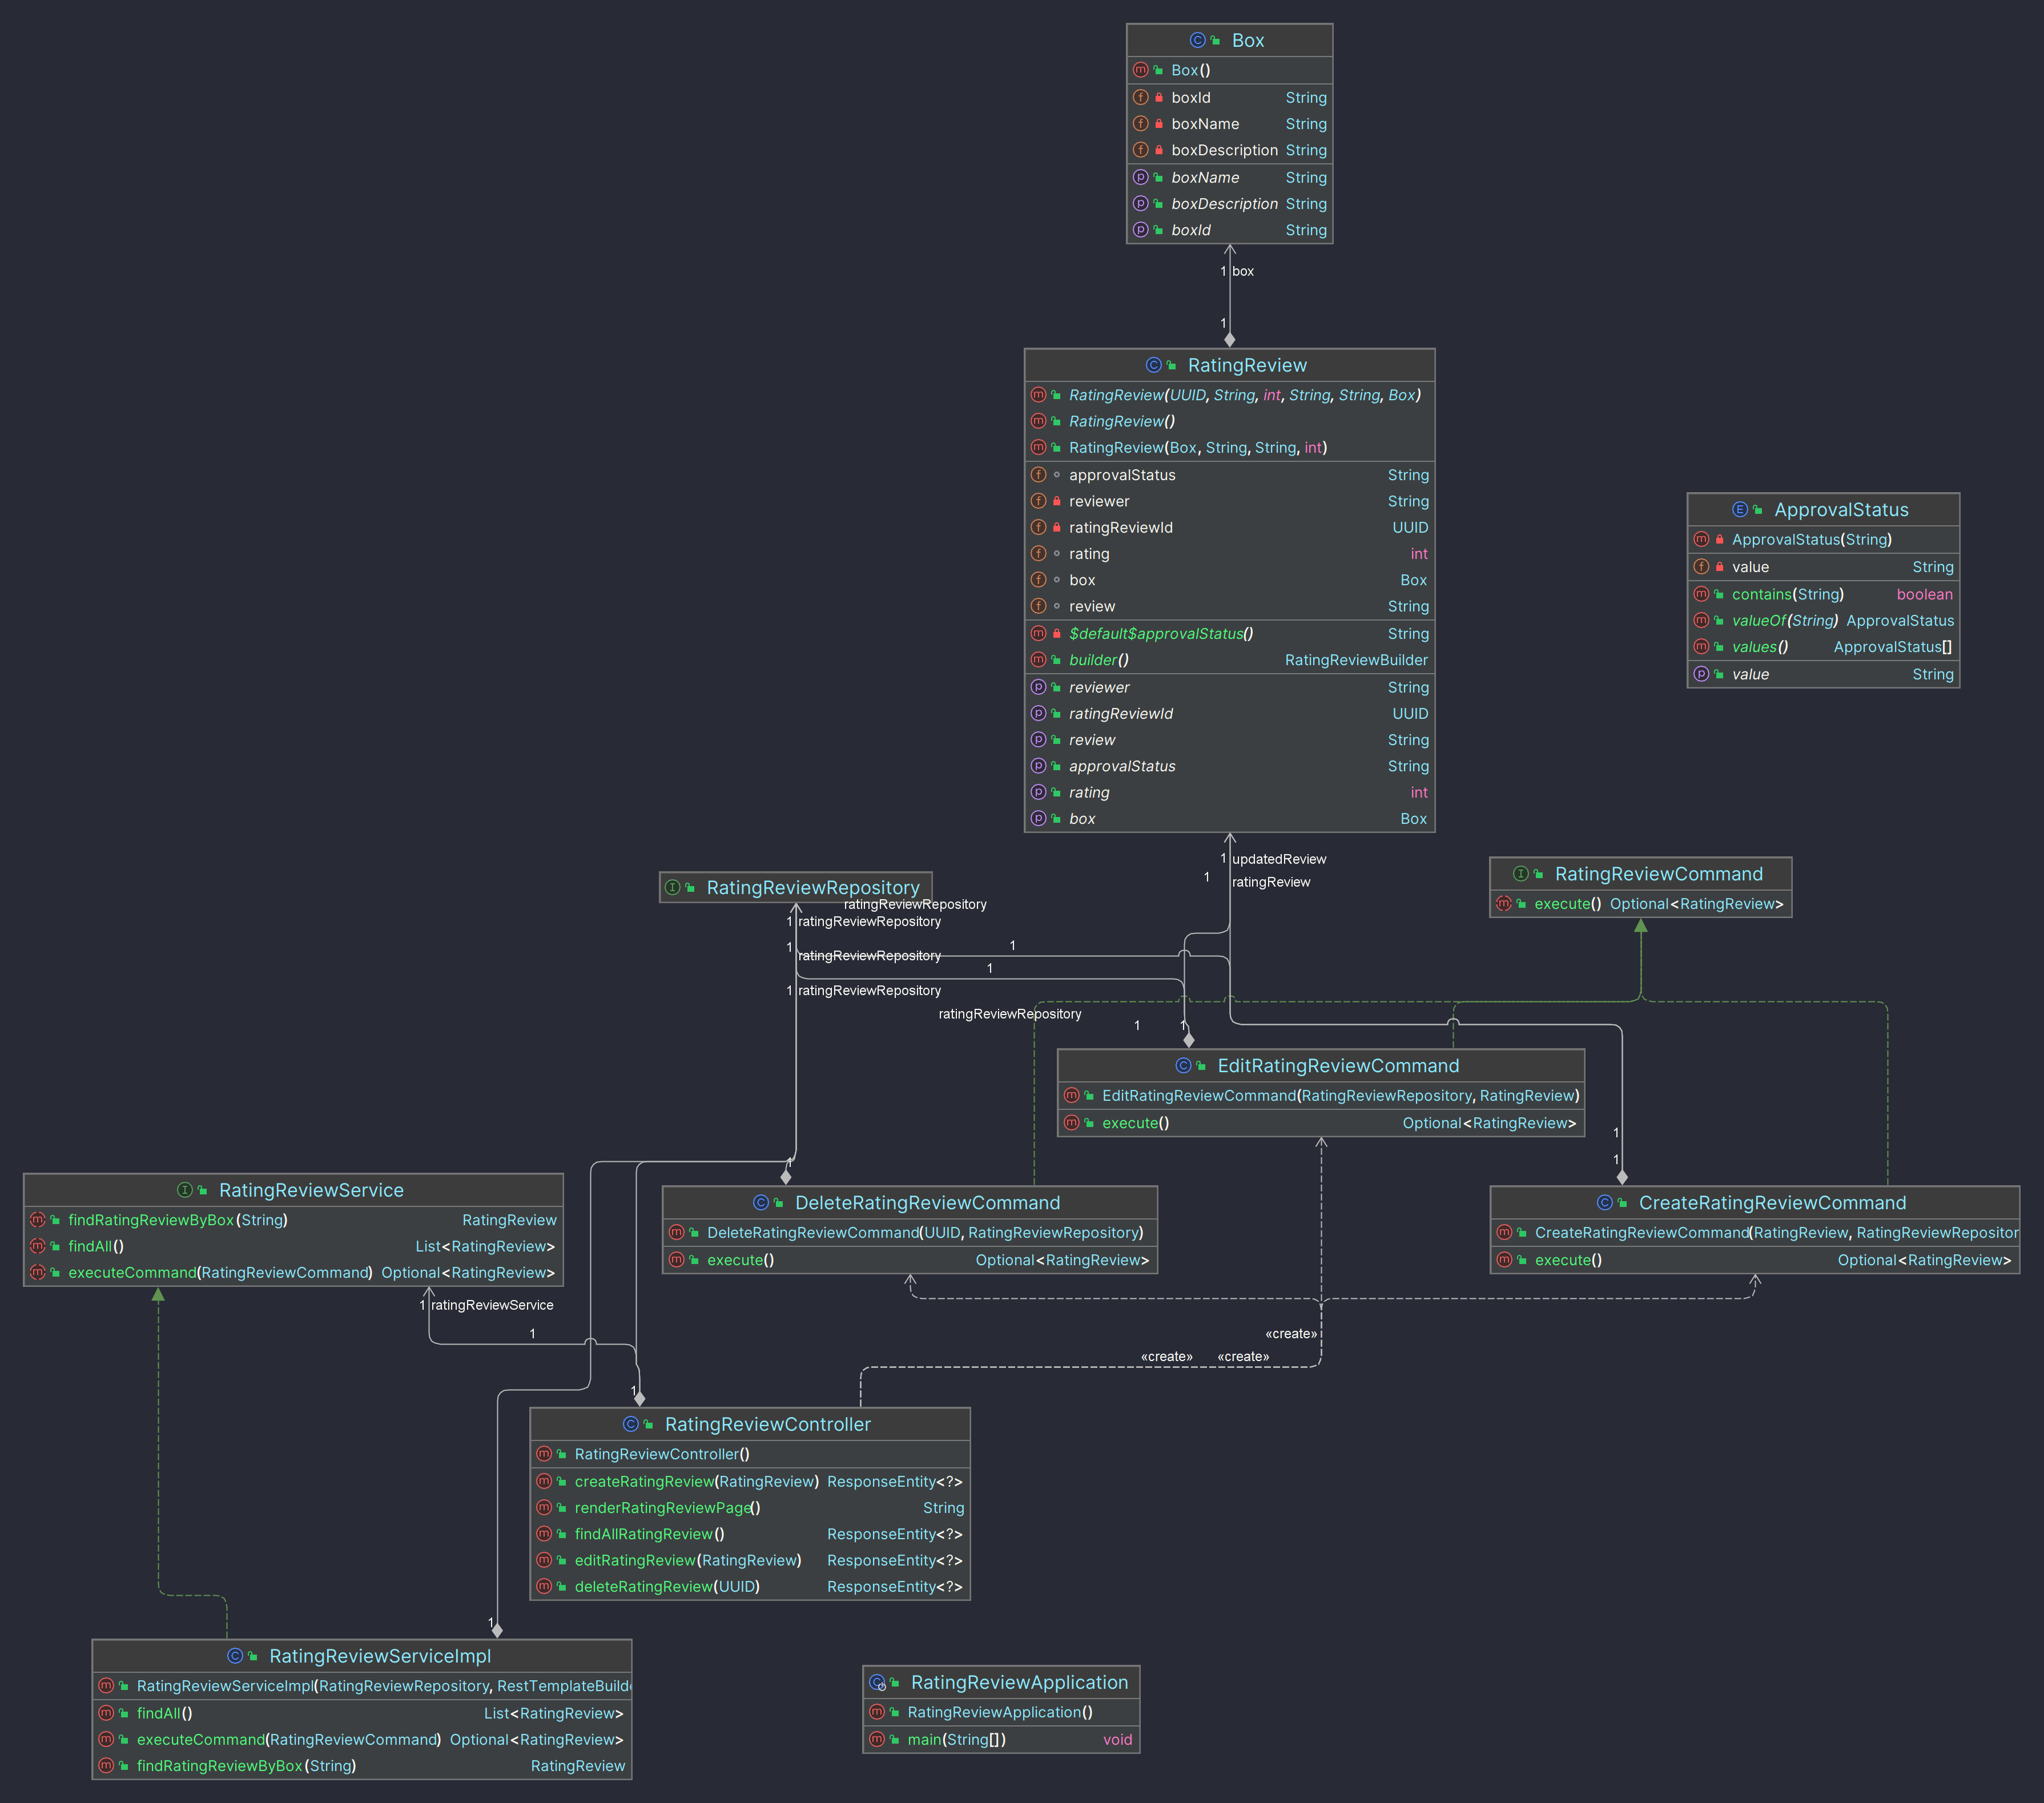 Box
Box()
boxId String
boxName String
boxDescription String
boxName String
boxDescription String
boxId String
1 box
1
RatingReview
RatingReview(UUID, String, int, String, String, Box)
RatingReview()
RatingReview(Box, String, String, int)
approvalStatus String
reviewer String
ratingReviewId UUID
rating int
box Box
review String
$default$approvalStatus() String
builder() RatingReviewBuilder
reviewer String
ratingReviewId UUID
review String
approvalStatus String
rating int
box Box
ApprovalStatus
ApprovalStatus(String)
value String
contains(String) boolean
valueOf(String) ApprovalStatus
values() ApprovalStatus[]
value String
1 updatedReview
1 ratingReview
RatingReviewRepository
ratingReviewRepository
1 ratingReviewRepository
1 ratingReviewRepository
1
1
1 ratingReviewRepository
ratingReviewRepository
RatingReviewCommand
execute() Optional<RatingReview>
1 1
EditRatingReviewCommand
EditRatingReviewCommand(RatingReviewRepository, RatingReview)
execute() Optional<RatingReview>
1
1
1
RatingReviewService
findRatingReviewByBox(String) RatingReview
findAll() List<RatingReview>
executeCommand(RatingReviewCommand) Optional<RatingReview>
DeleteRatingReviewCommand
DeleteRatingReviewCommand(UUID, RatingReviewRepository)
execute() Optional<RatingReview>
CreateRatingReviewCommand
CreateRatingReviewCommand(RatingReview, RatingReviewRepositor
execute() Optional<RatingReview>
1 ratingReviewService
1
«create»
«create» «create»
1
RatingReviewController
RatingReviewController()
createRatingReview(RatingReview) ResponseEntity<?>
renderRatingReviewPage() String
findAllRatingReview() ResponseEntity<?>
editRatingReview(RatingReview) ResponseEntity<?>
deleteRatingReview(UUID) ResponseEntity<?>
1
RatingReviewServiceImpl
RatingReviewServiceImpl(RatingReviewRepository, RestTemplateBuild
findAll() List<RatingReview>
executeCommand(RatingReviewCommand) Optional<RatingReview>
findRatingReviewByBox(String) RatingReview
RatingReviewApplication
RatingReviewApplication()
main(String[]) void